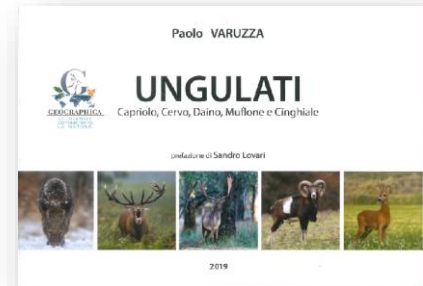 Paolo VARUZZA
GEOGRAPHICA
UNGULATI
Capriolo, Cervo, Daino, Muflone e Cinghiale
prefazione di Sandro Lovari
2019